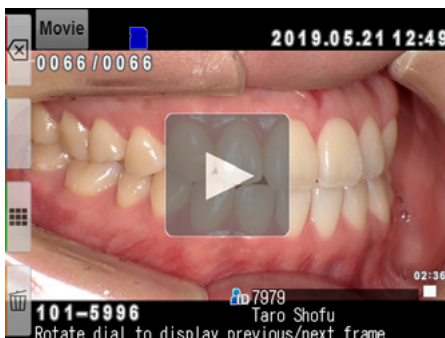 Movie
2019.05.21 12:49
0066/0066
02:36
ID 7979
101-5996
Taro Shofu
Rotate dial to display previous/next frame